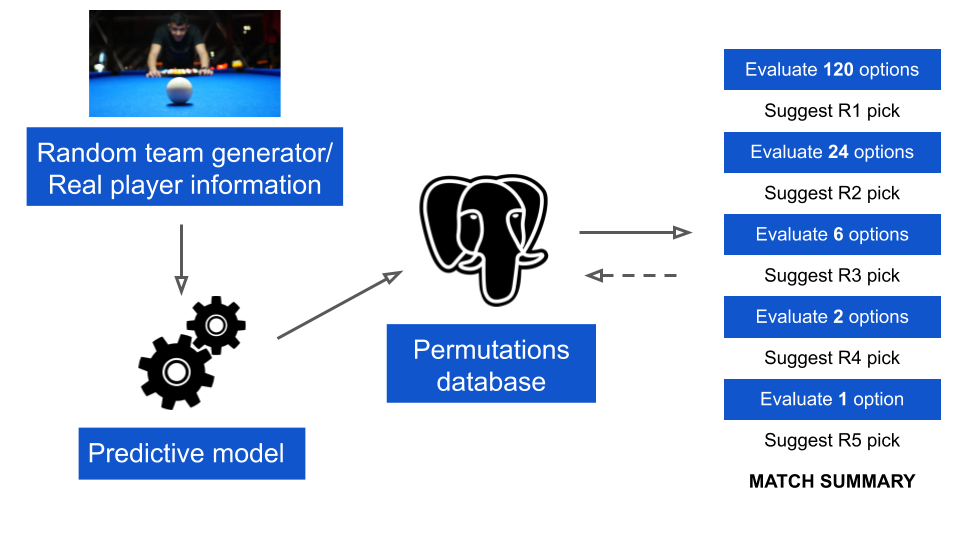 Random team generator/
Real player information
Predictive model
Permutations
database
Evaluate 120 options
Suggest R1 pick
Evaluate 24 options
Suggest R2 pick
Evaluate 6 options
Suggest R3 pick
Evaluate 2 options
Suggest R4 pick
Evaluate 1 option
Suggest R5 pick
MATCH SUMMARY